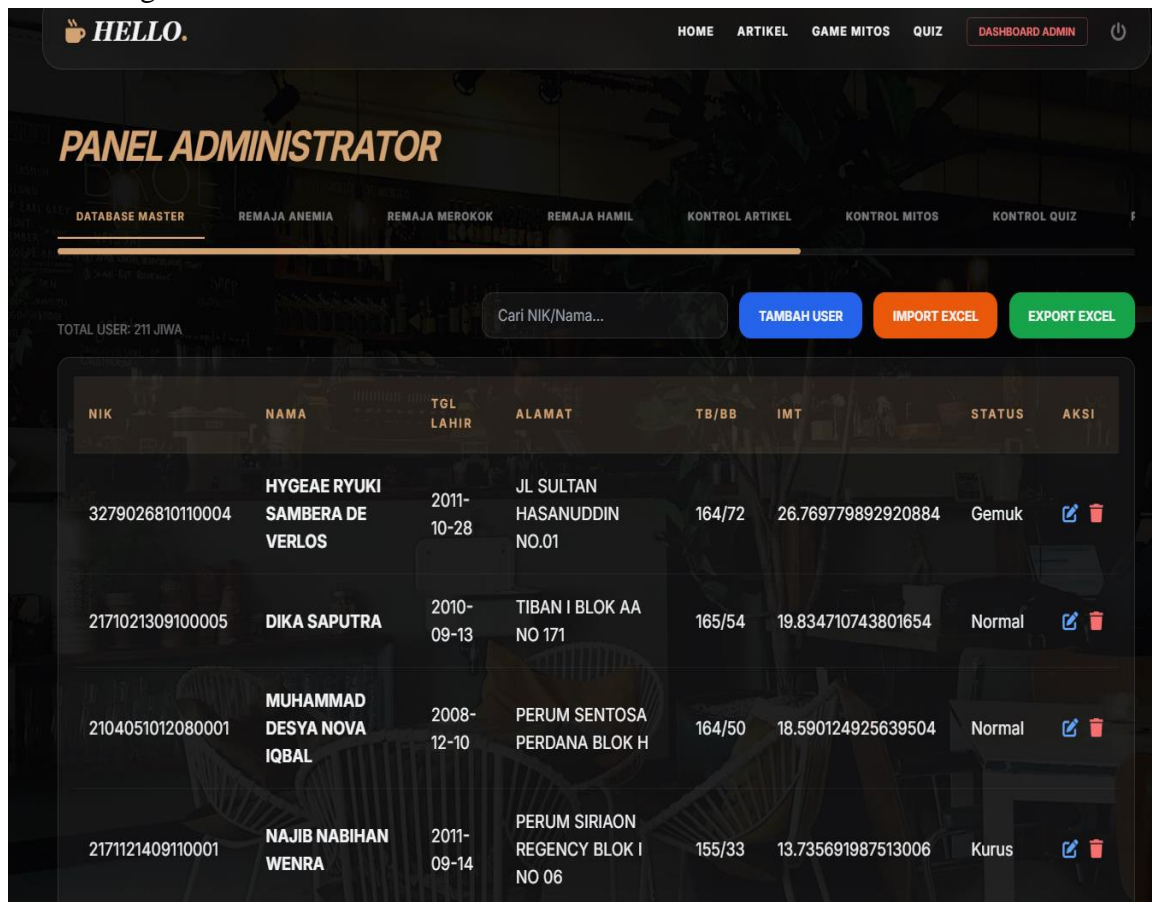 HELLO.
HOME ARTIKEL GAME MITOS QUIZ DASHBOARD ADMIN
PANEL ADMINISTRATOR
DATABASE MASTER REMAJA ANEMIA REMAJA MEROKOK REMAJA HAMIL KONTROL ARTIKEL KONTROL MITOS KONTROL QUIZ
TOTAL USER: 211 JIWA
Cari NIK/Nama... TAMBAH USER IMPORT EXCEL EXPORT EXCEL
NIK NAMA TGL LAHIR ALAMAT TB/BB IMT STATUS AKSI
3279026810110004 HYGEAE RYUKI SAMBERA DE VERLOS 2011-10-28 JL SULTAN HASANUDDIN NO.01 164/72 26.769779892920884 Gemuk
2171021309100005 DIKA SAPUTRA 2010-09-13 TIBAN I BLOK AA NO 171 165/54 19.834710743801654 Normal
2104051012080001 MUHAMMAD DESYA NOVA IQBAL 2008-12-10 PERUM SENTOSA PERDANA BLOK H 164/50 18.590124925639504 Normal
2171121409110001 NAJIB NABIHAN WENRA 2011-09-14 PERUM SIRIAON REGENCY BLOK I NO 06 155/33 13.735691987513006 Kurus